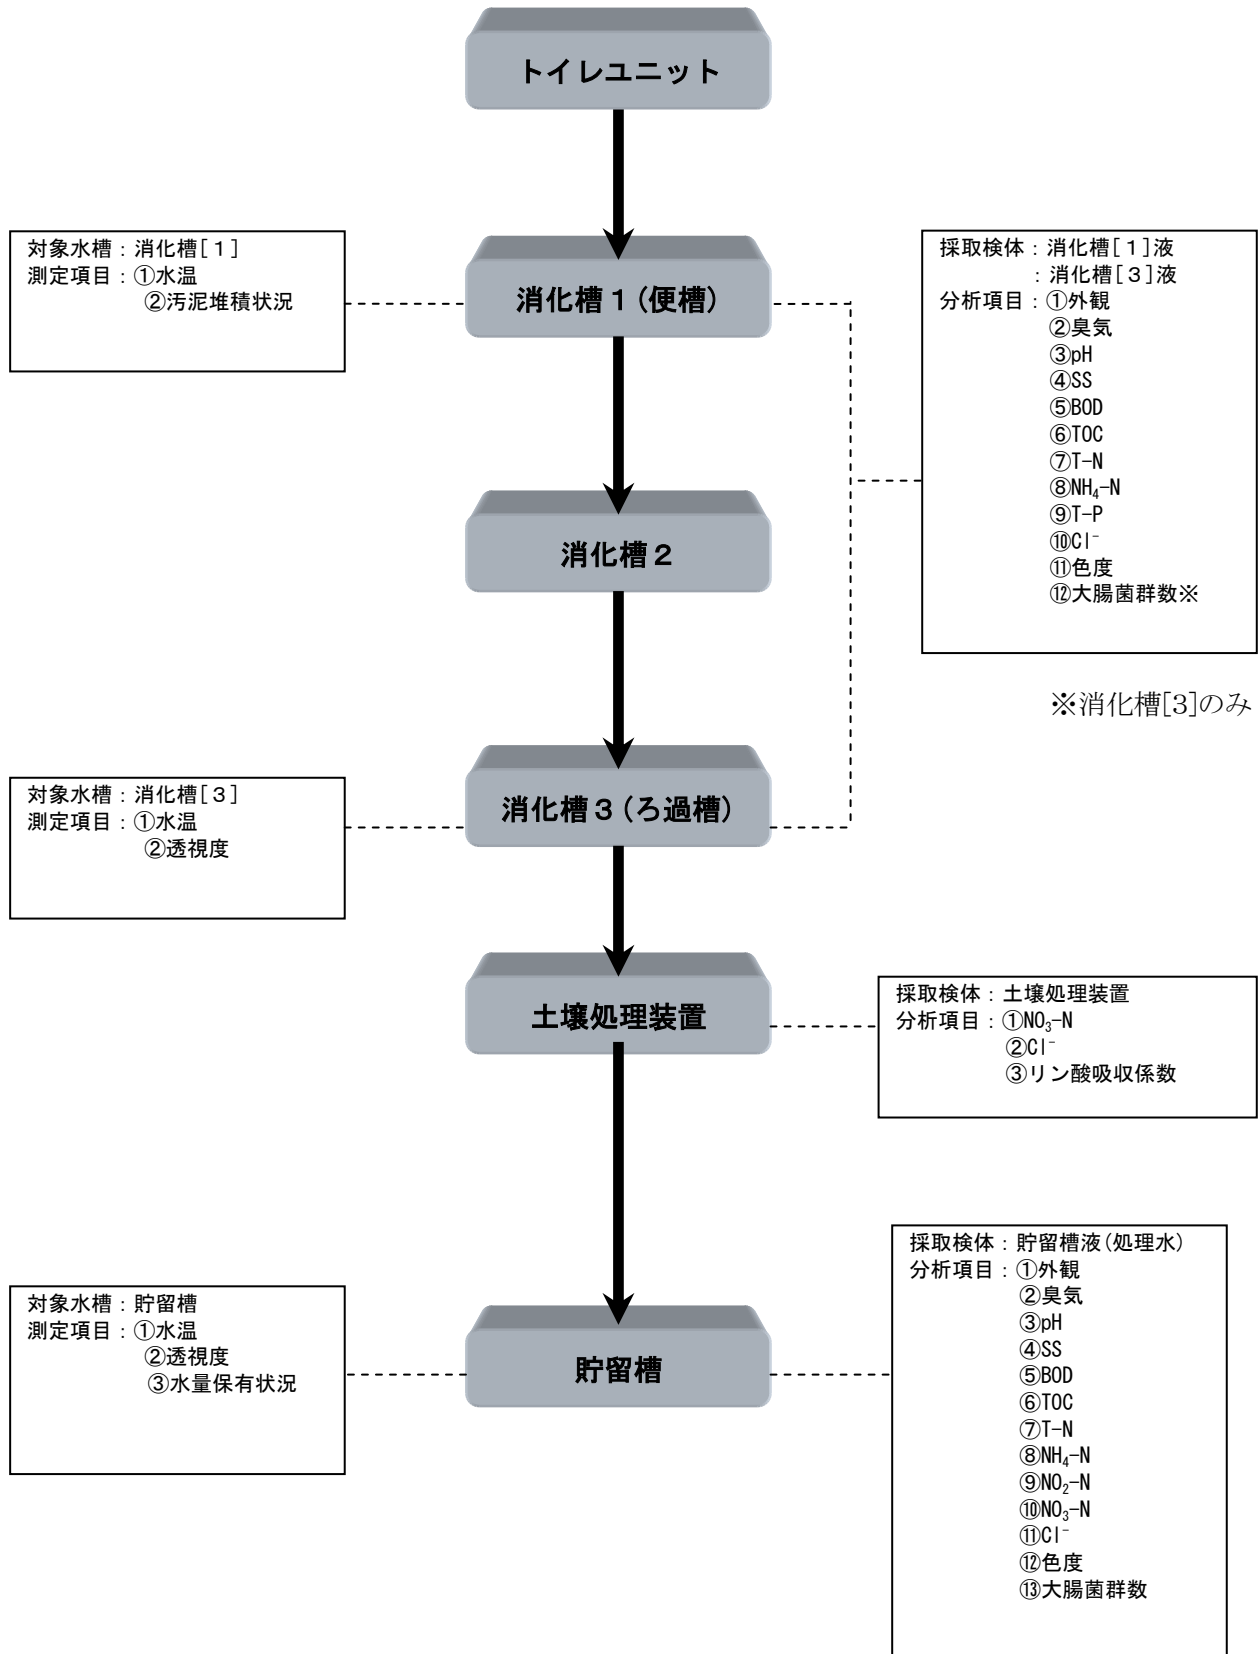 トイレユニット
対象水槽：消化槽[１]
測定項目：①水温
②汚泥堆積状況
消化槽１(便槽)
採取検体：消化槽[１]液
：消化槽[３]液
分析項目：①外観
②臭気
③pH
④SS
⑤BOD
⑥TOC
⑦T-N
⑧NH₄-N
⑨T-P
⑩Cl⁻
⑪色度
⑫大腸菌群数※
※消化槽[3]のみ
消化槽２
対象水槽：消化槽[３]
測定項目：①水温
②透視度
消化槽３(ろ過槽)
土壌処理装置
採取検体：土壌処理装置
分析項目：①NO₃-N
②Cl⁻
③リン酸吸収係数
対象水槽：貯留槽
測定項目：①水温
②透視度
③水量保有状況
貯留槽
採取検体：貯留槽液(処理水)
分析項目：①外観
②臭気
③pH
④SS
⑤BOD
⑥TOC
⑦T-N
⑧NH₄-N
⑨NO₂-N
⑩NO₃-N
⑪Cl⁻
⑫色度
⑬大腸菌群数